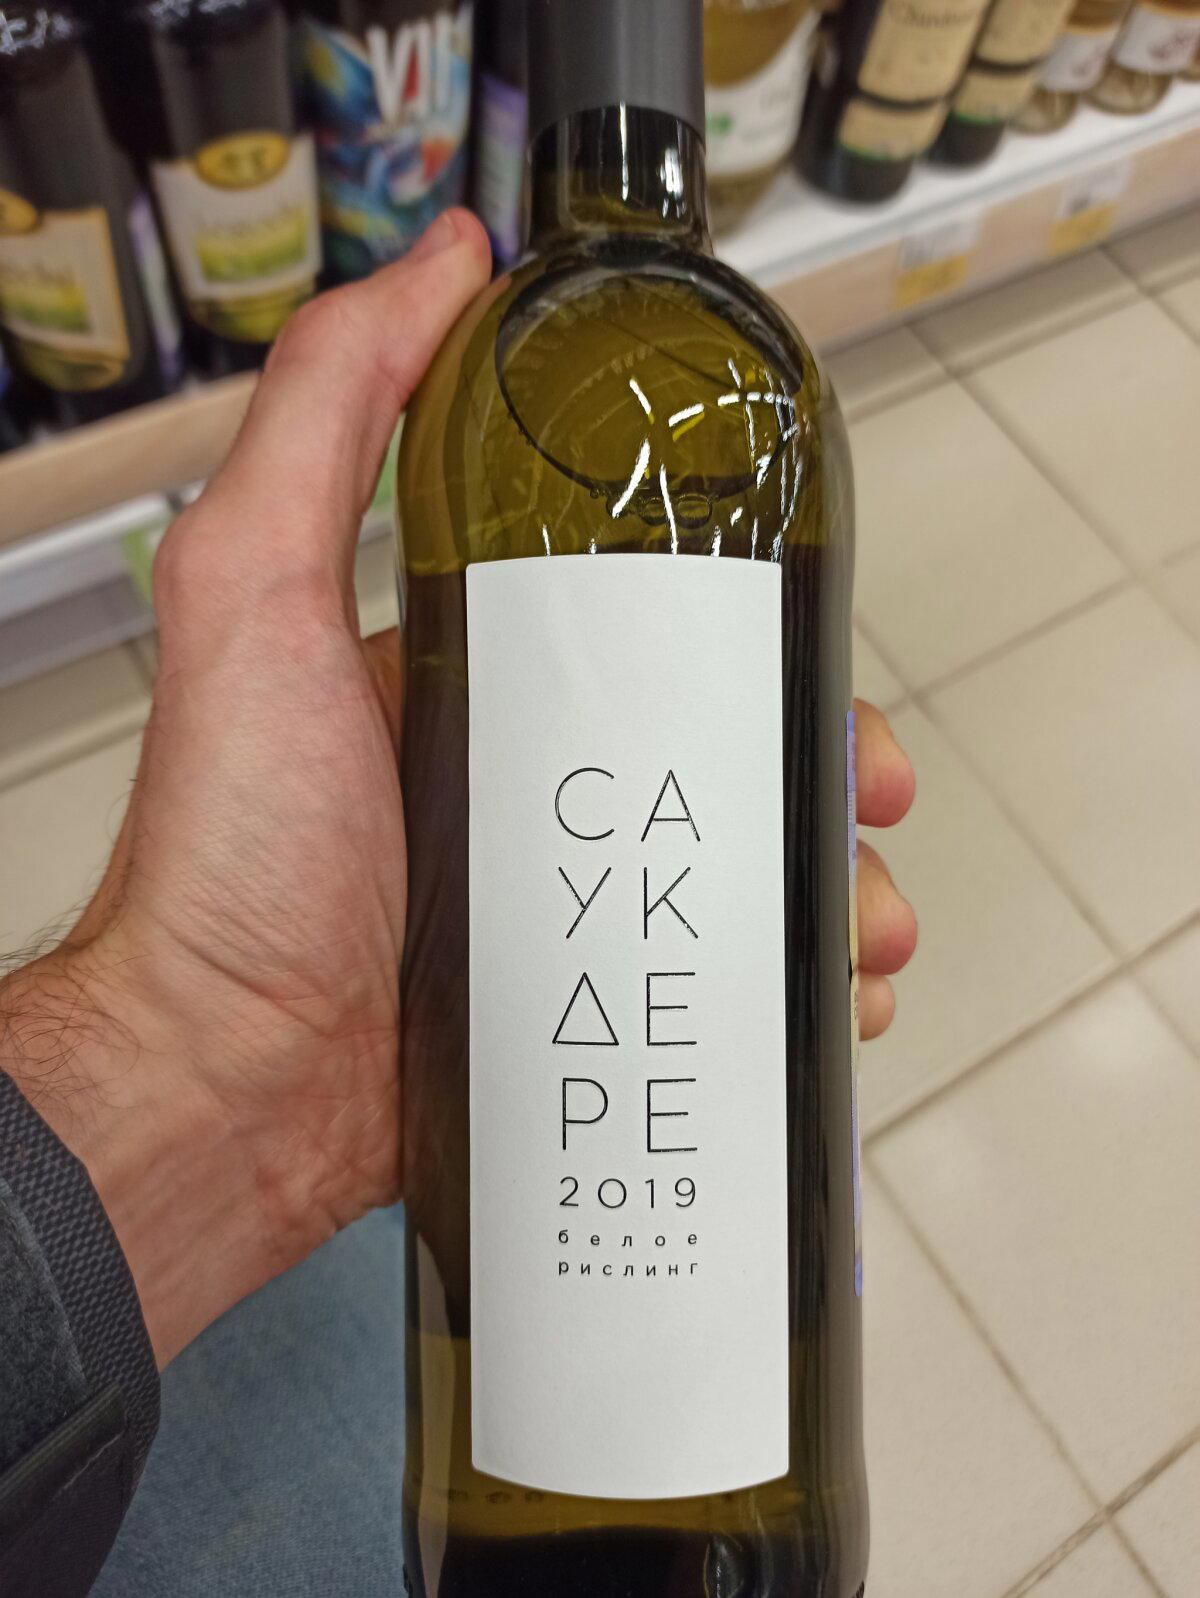 СА
УК
ДЕ
РЕ
2019
белое
рислинг